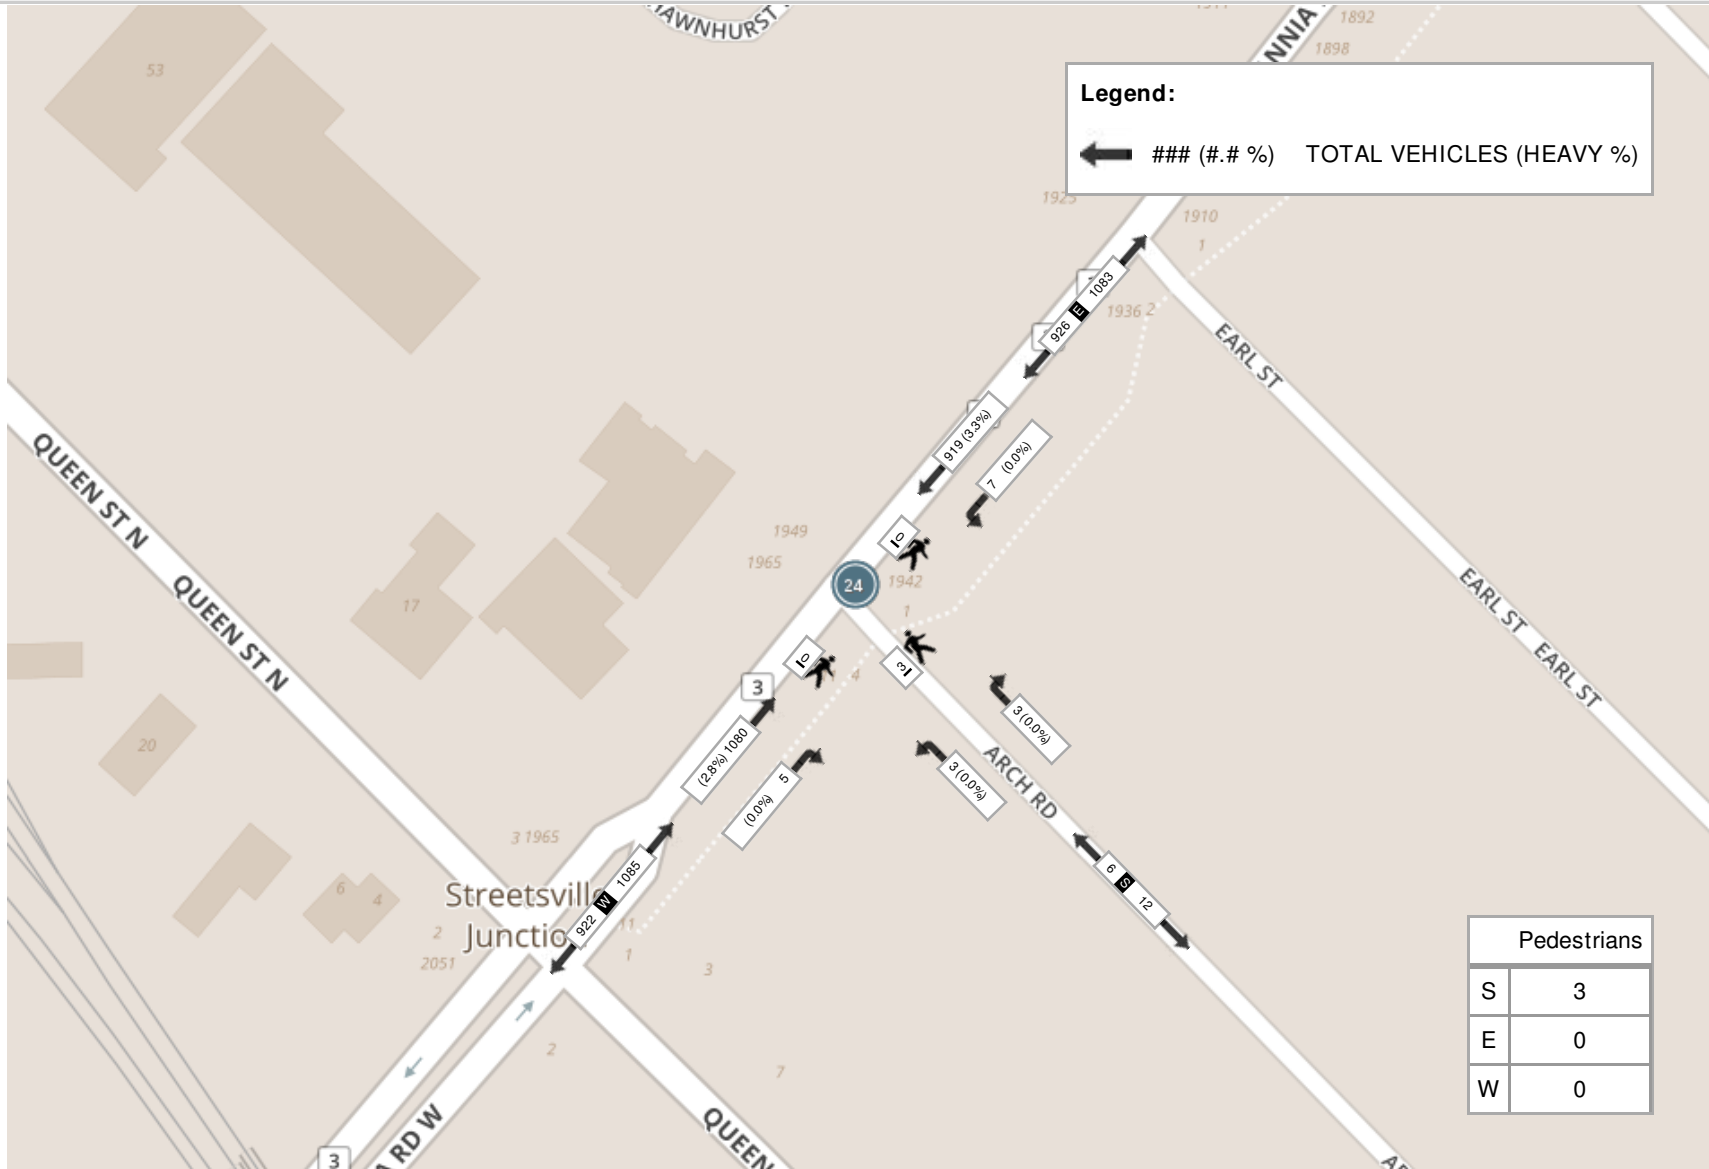 AWNHURST
NNIA
1892
1898
53
Legend:
### (#.# %) TOTAL VEHICLES (HEAVY %)
1925
1910
1
1083
E
926
1936 2
EARL ST
919 (3.3%)
7 (0.0%)
QUEEN ST N
0
1949
1965
24
1942
1
QUEEN ST N
17
EARL ST
EARL ST
0
3
4
3
3 (0.0%)
(2.8%) 1080
(0.0%) 5
3 (0.0%)
ARCH RD
20
3 1965
6 S 12
922 W 1085
6
4
Streetsville
Junctio
11
2
2051
1
3
Pedestrians
S 3
E 0
W 0
2
7
QUEEN
A RD W
3